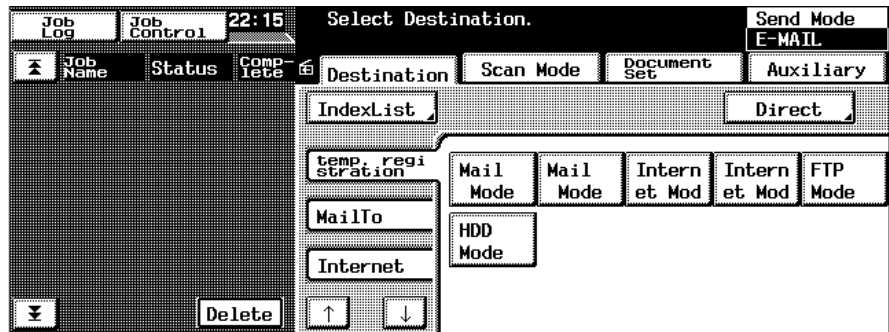 Job
Log
Job
Control
22:15
Select Destination.
Send Mode
E-MAIL
Job
Name
Status
Comp-
lete
Destination
Scan Mode
Document
Set
Auxiliary
IndexList
Direct
temp. regi
stration
Mail
Mode
Mail
Mode
Intern
et Mod
Intern
et Mod
FTP
Mode
MailTo
HDD
Mode
Internet
Delete
↑
↓